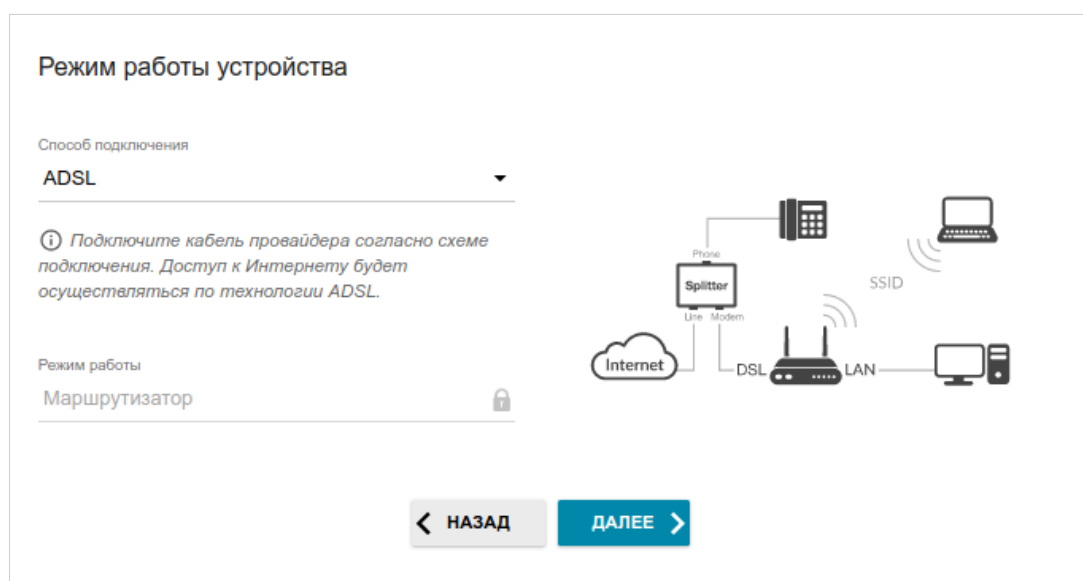 Режим работы устройства
Способ подключения
ADSL
Подключите кабель провайдера согласно схеме
подключения. Доступ к Интернету будет
осуществляться по технологии ADSL.
Режим работы
Маршрутизатор
Phone
Splitter
Line Modem
SSID
Internet
DSL
LAN
НАЗАД
ДАЛЕЕ